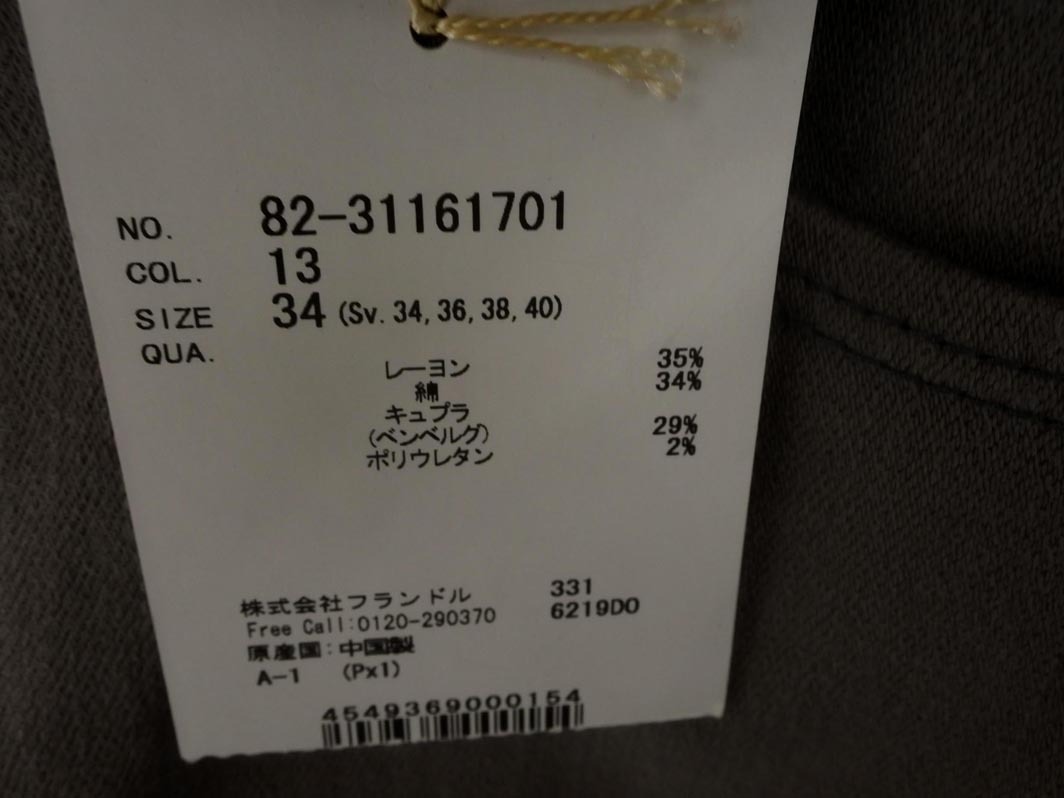 NO. 82-31161701
COL. 13
SIZE 34 (Sv. 34, 36, 38, 40)
QUA.
レーヨン 35%
綿 34%
キュプラ
(ベンベルグ) 29%
ポリウレタン 2%
株式会社フランドル 331
Free Call:0120-290370 6219D0
原産国:中国製
A-1 (Px1)
4549369000154